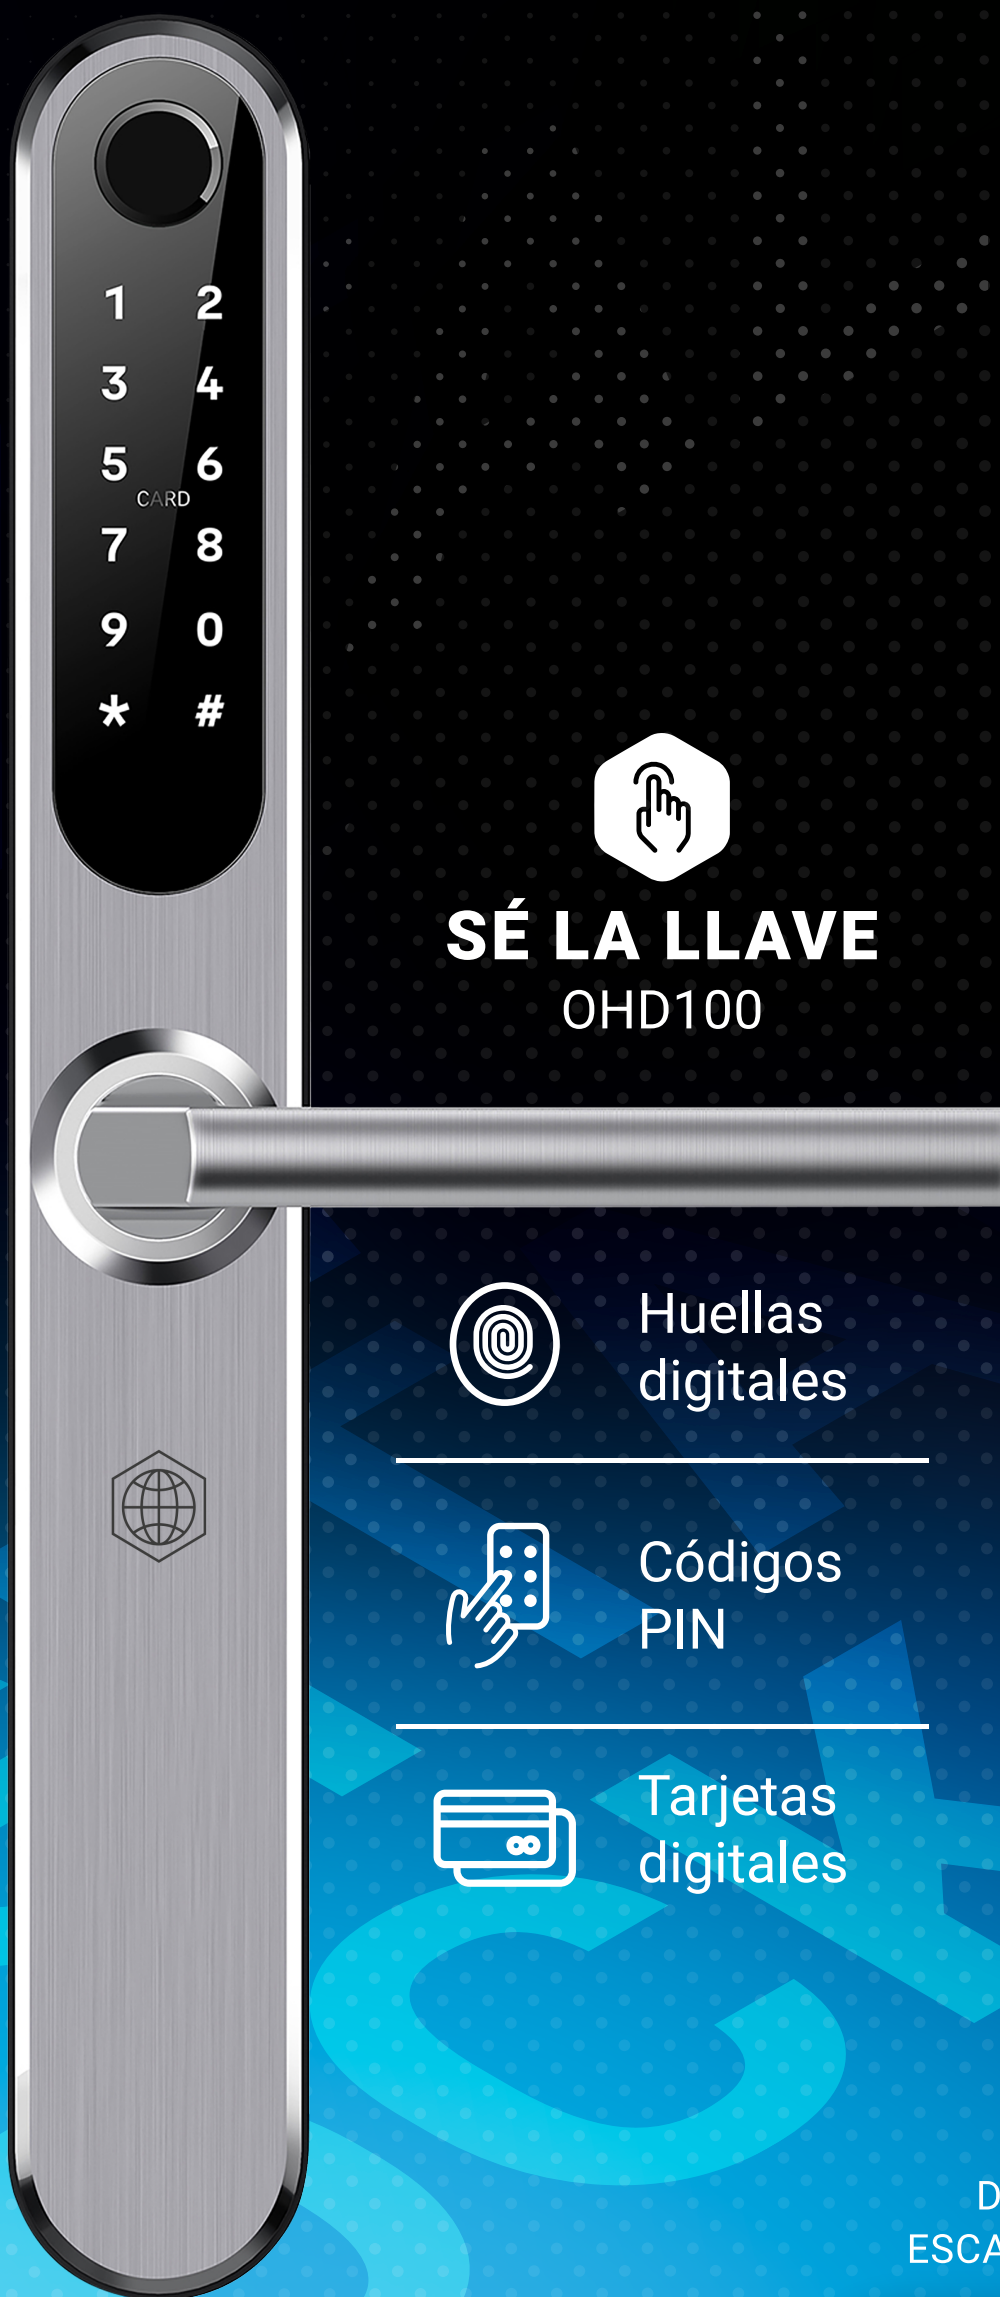 1 2
3 4
5 6
CARD
7 8
9 0
* #
SÉ LA LLAVE
OHD100
Huellas
digitales
Códigos
PIN
Tarjetas
digitales